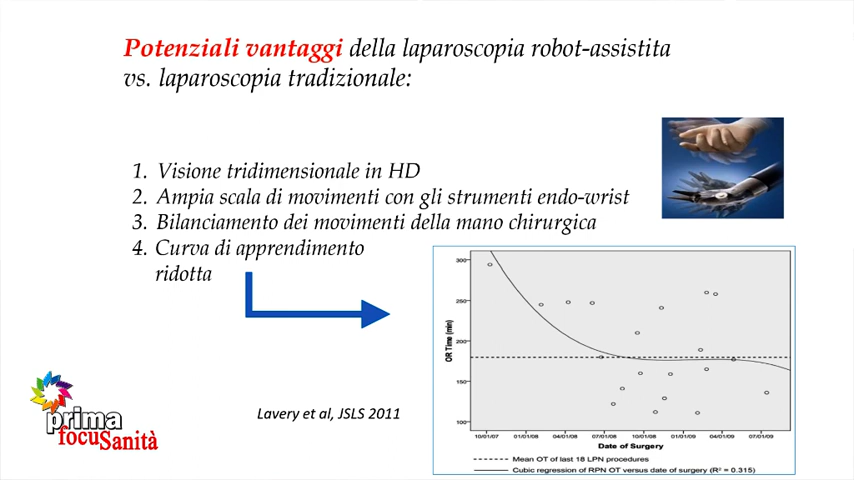 Potenziali vantaggi della laparoscopia robot-assistita
vs. laparoscopia tradizionale:
1. Visione tridimensionale in HD
2. Ampia scala di movimenti con gli strumenti endo-wrist
3. Bilanciamento dei movimenti della mano chirurgica
4. Curva di apprendimento
ridotta
300
250
200
150
100
OR Time (min)
10/01/07 01/01/08 04/01/08 07/01/08 10/01/08 01/01/09 04/01/09 07/01/09
Date of Surgery
Mean OT of last 18 LPN procedures
Cubic regression of RPN OT versus date of surgery (R² = 0.315)
Lavery et al, JSLS 2011
prima
focuSanità